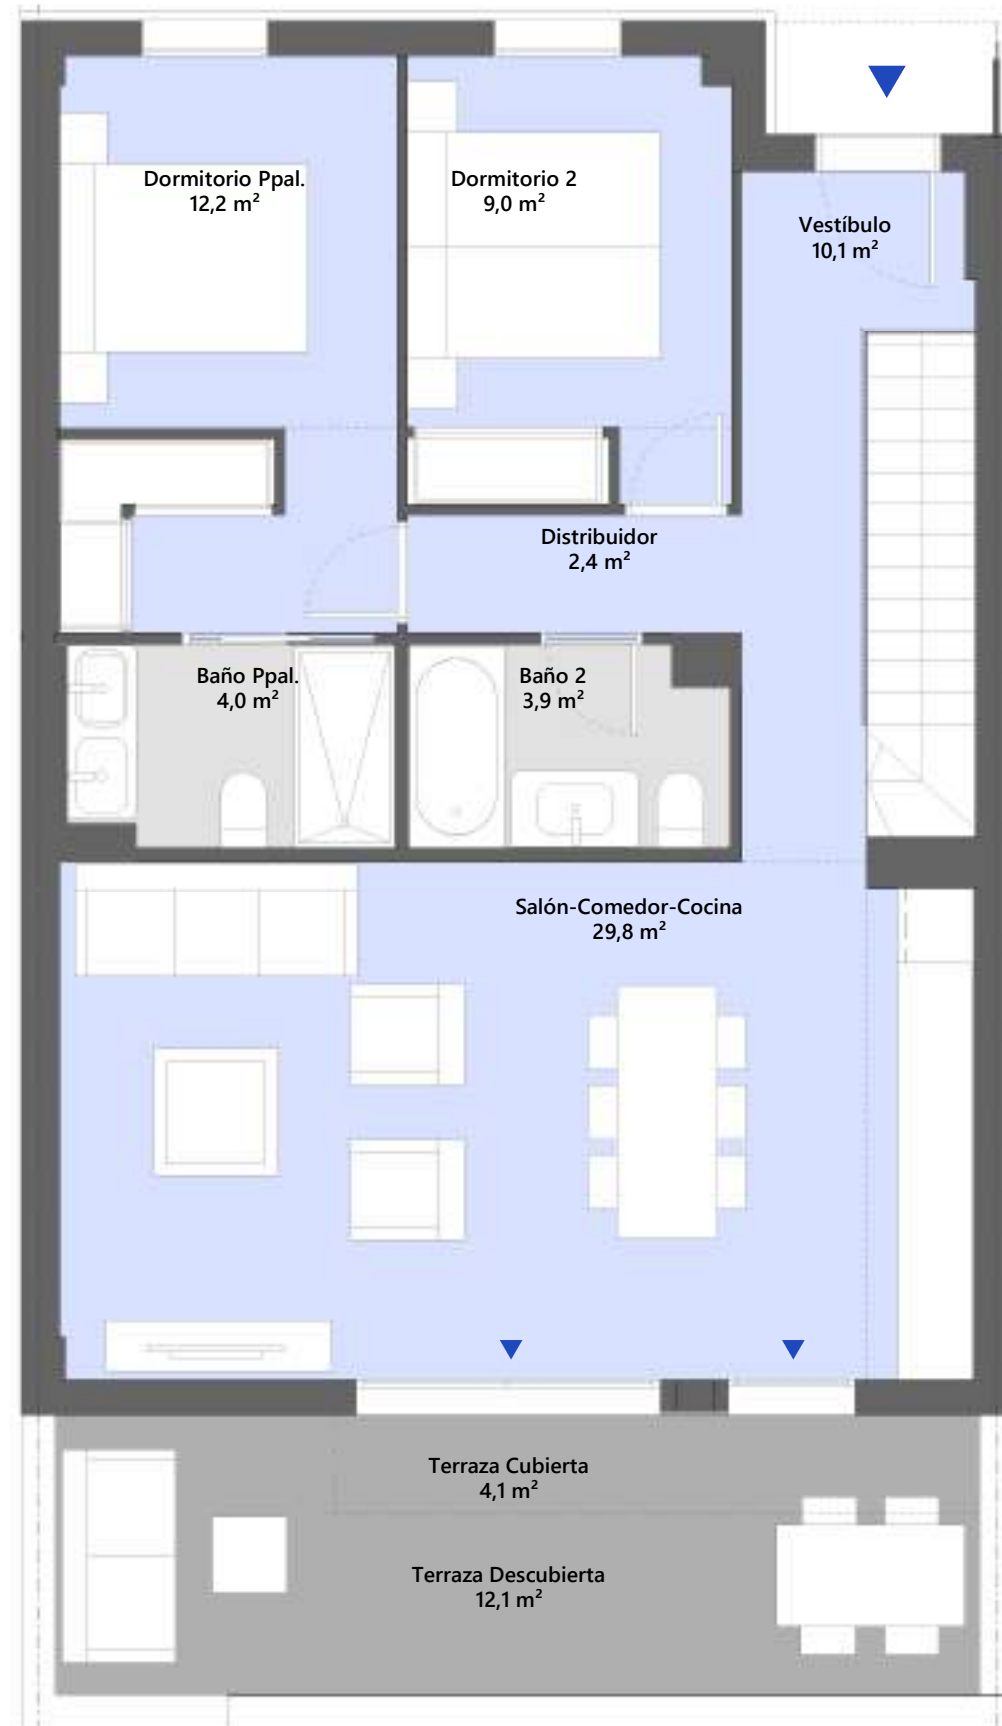 Dormitorio Ppal.
12,2 m²
Dormitorio 2
9,0 m²
Vestíbulo
10,1 m²
Distribuidor
2,4 m²
Baño Ppal.
4,0 m²
Baño 2
3,9 m²
Salón-Comedor-Cocina
29,8 m²
Terraza Cubierta
4,1 m²
Terraza Descubierta
12,1 m²